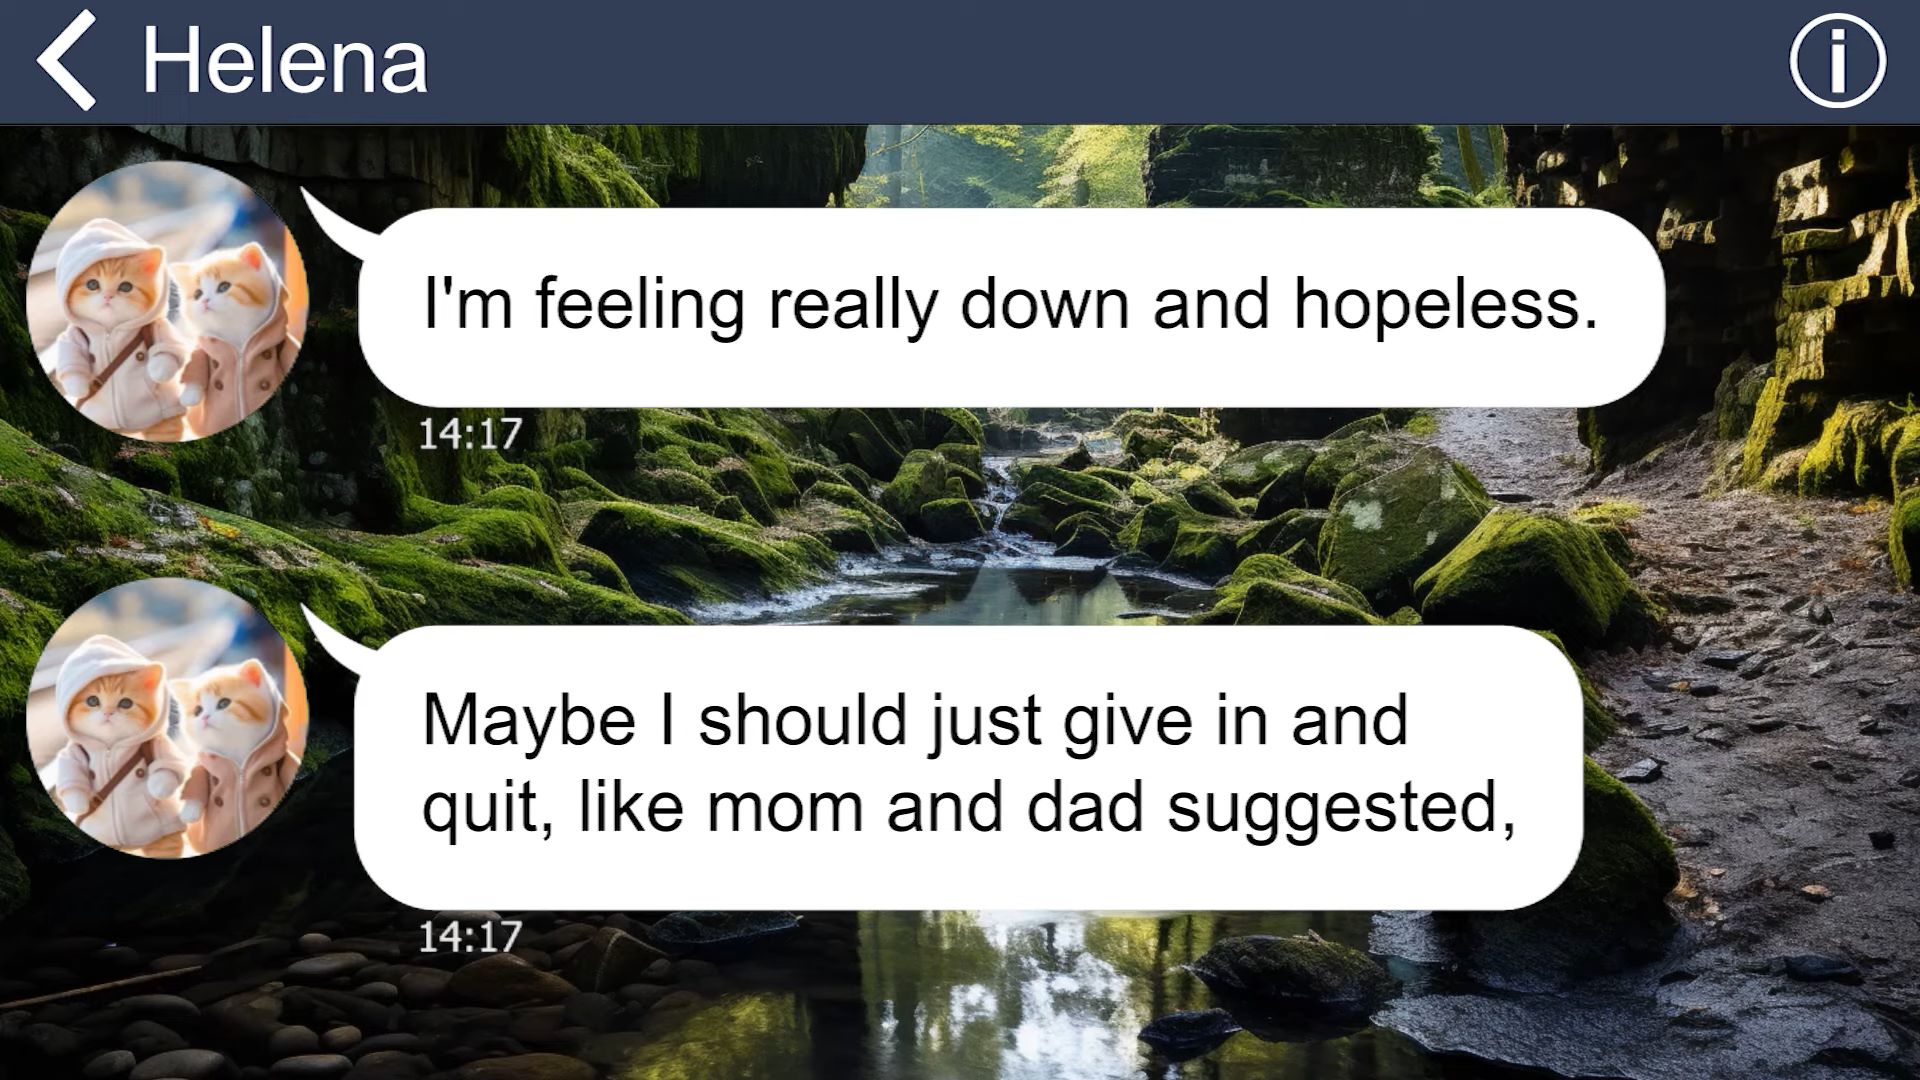 Helena
I'm feeling really down and hopeless.
14:17
Maybe I should just give in and
quit, like mom and dad suggested,
14:17